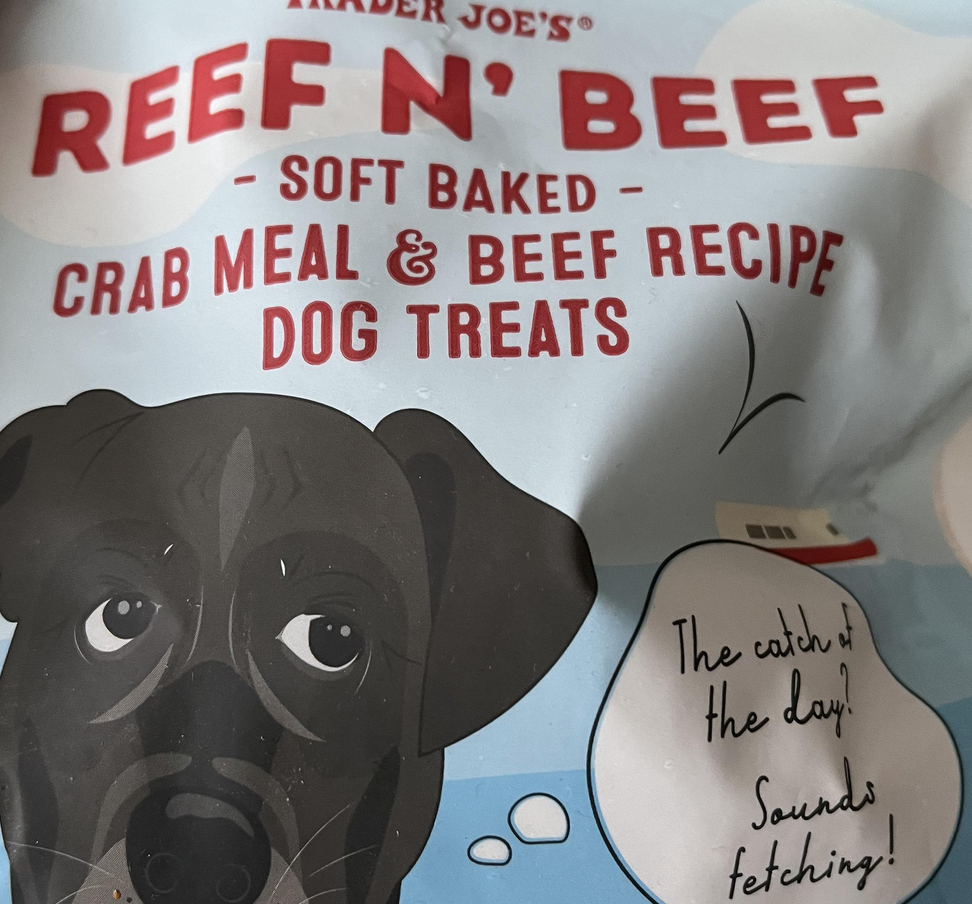 TRADER JOE'S®
REEF N' BEEF
- SOFT BAKED -
CRAB MEAL & BEEF RECIPE
DOG TREATS
The catch of
the day?
Sounds
fetching!